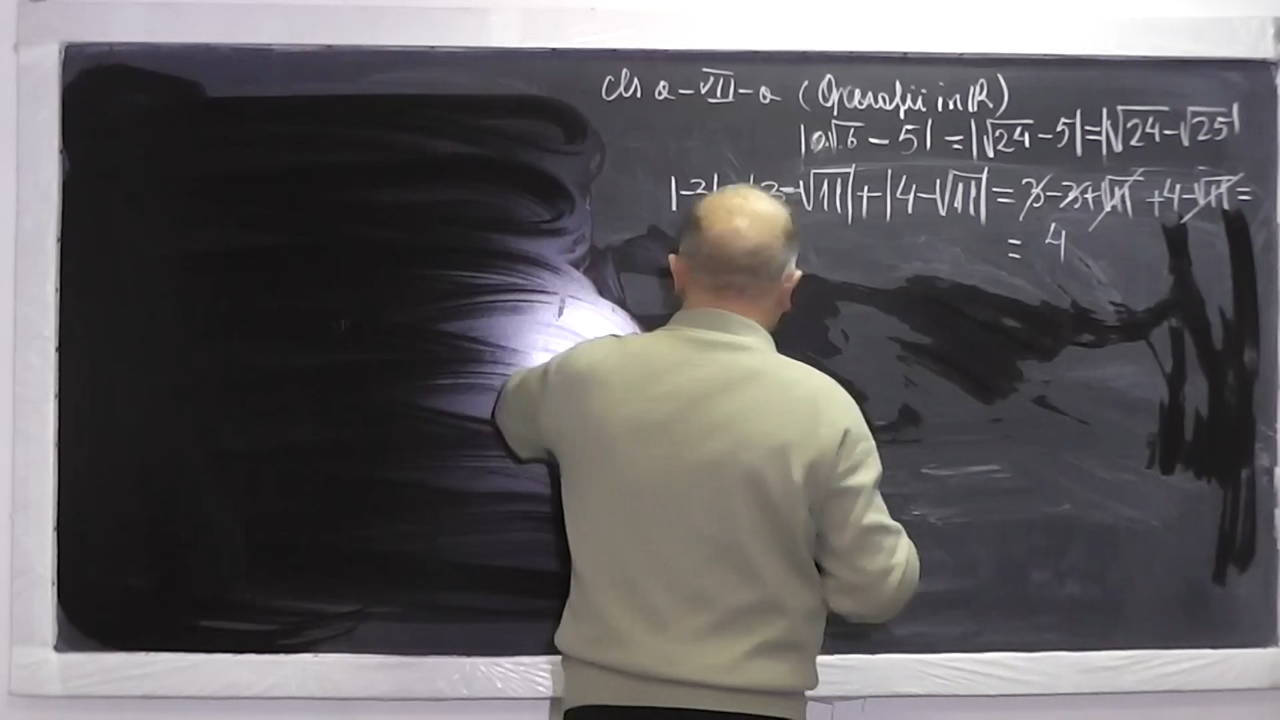 cls a-VII-a (Operații in ℝ)
|2√6 - 5| = |√24 - 5| = |√24 - √25|
|-3| 3-√11| + |4-√11| = 3-3+√11 +4-√11 =
= 4